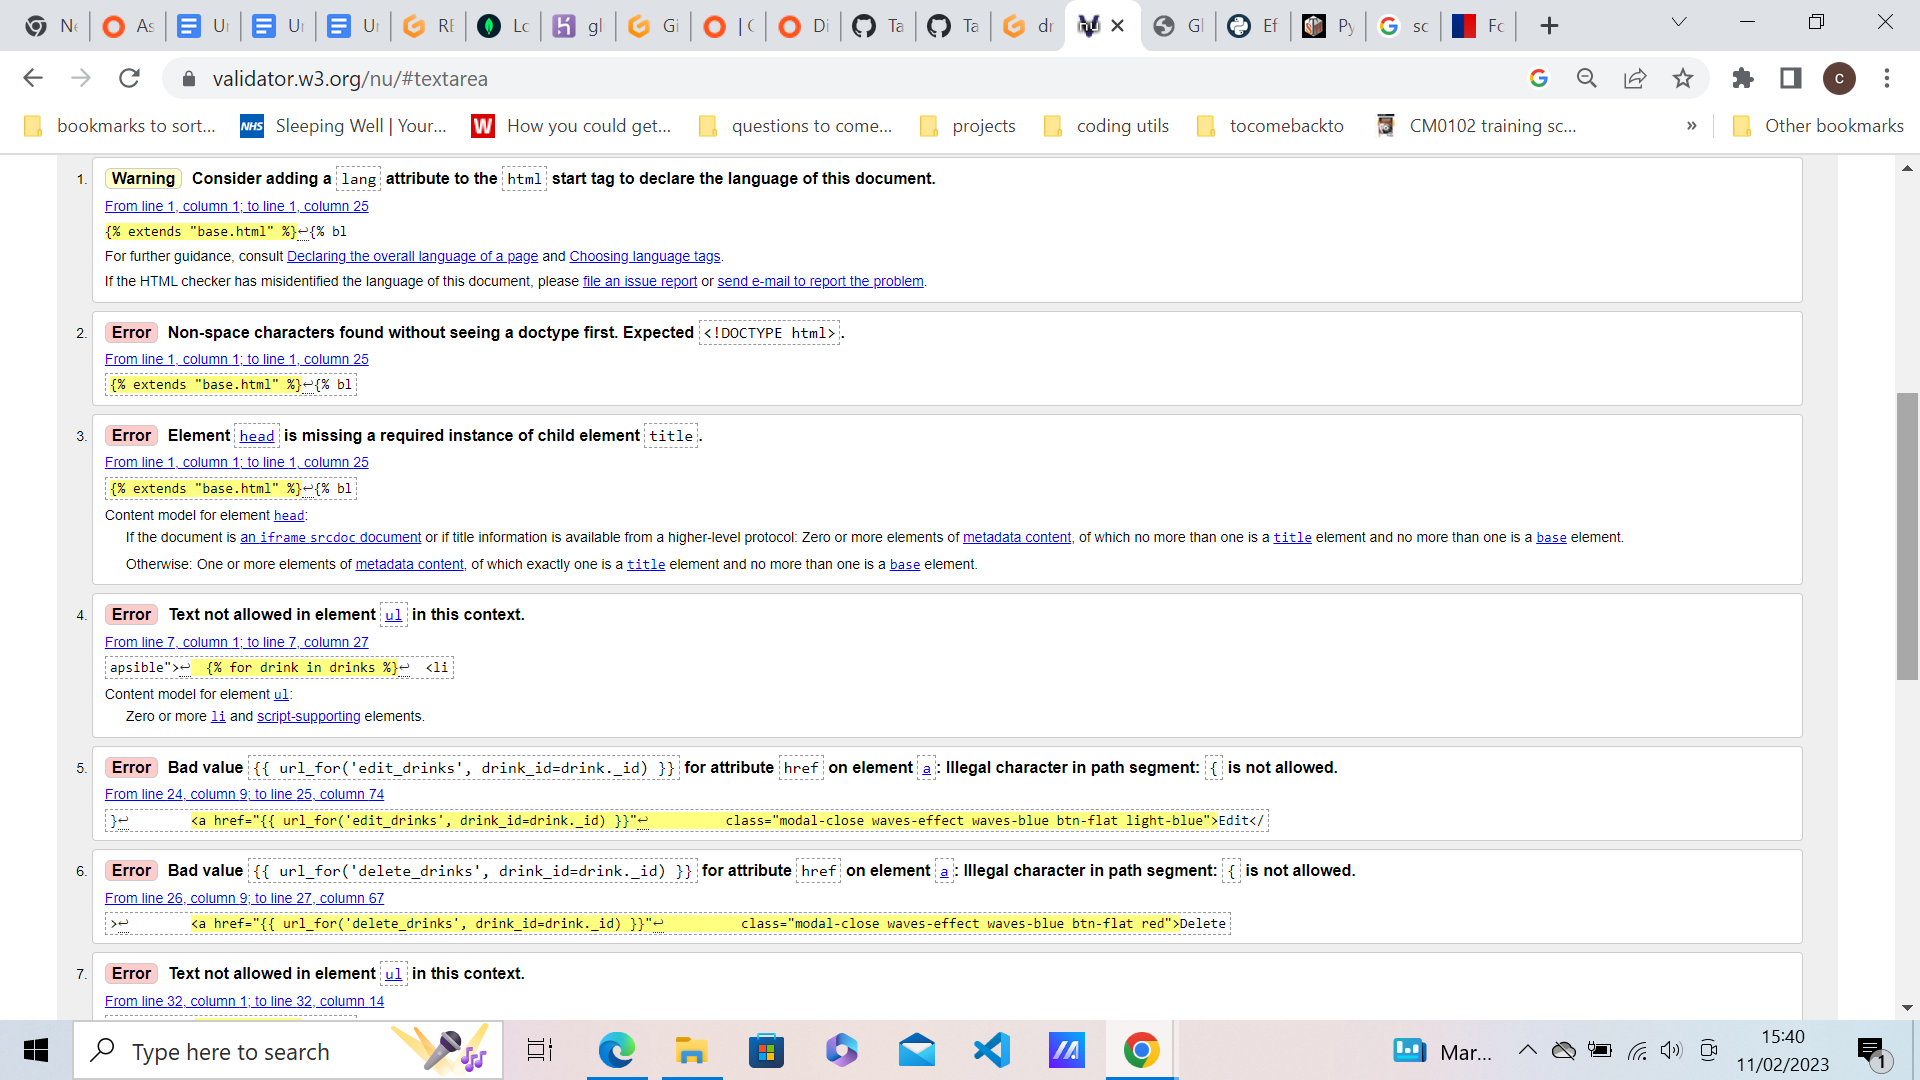 Ne
As
Ur
Ur
Ur
RE
Lo
gl
Gi
| (
Di
Ta
Ta
dr
Gl
Ef
Py
sc
Fc
validator.w3.org/nu/#textarea
c
bookmarks to sort...
NHS Sleeping Well | Your...
W How you could get...
questions to come...
projects
coding utils
tocomebackto
CM0102 training sc...
»
Other bookmarks
1. Warning Consider adding a lang attribute to the html start tag to declare the language of this document.
From line 1, column 1; to line 1, column 25
{% extends "base.html" %}↩{% bl
For further guidance, consult Declaring the overall language of a page and Choosing language tags.
If the HTML checker has misidentified the language of this document, please file an issue report or send e-mail to report the problem.
2. Error Non-space characters found without seeing a doctype first. Expected <!DOCTYPE html>.
From line 1, column 1; to line 1, column 25
{% extends "base.html" %}↩{% bl
3. Error Element head is missing a required instance of child element title.
From line 1, column 1; to line 1, column 25
{% extends "base.html" %}↩{% bl
Content model for element head:
If the document is an iframe srcdoc document or if title information is available from a higher-level protocol: Zero or more elements of metadata content, of which no more than one is a title element and no more than one is a base element.
Otherwise: One or more elements of metadata content, of which exactly one is a title element and no more than one is a base element.
4. Error Text not allowed in element ul in this context.
From line 7, column 1; to line 7, column 27
apsible">↩ {% for drink in drinks %}↩ <li
Content model for element ul:
Zero or more li and script-supporting elements.
5. Error Bad value {{ url_for('edit_drinks', drink_id=drink._id) }} for attribute href on element a: Illegal character in path segment: { is not allowed.
From line 24, column 9; to line 25, column 74
}↩ <a href="{{ url_for('edit_drinks', drink_id=drink._id) }}"↩ class="modal-close waves-effect waves-blue btn-flat light-blue">Edit</
6. Error Bad value {{ url_for('delete_drinks', drink_id=drink._id) }} for attribute href on element a: Illegal character in path segment: { is not allowed.
From line 26, column 9; to line 27, column 67
>↩ <a href="{{ url_for('delete_drinks', drink_id=drink._id) }}"↩ class="modal-close waves-effect waves-blue btn-flat red">Delete
7. Error Text not allowed in element ul in this context.
From line 32, column 1; to line 32, column 14
Type here to search
Mar...
15:40
11/02/2023
1